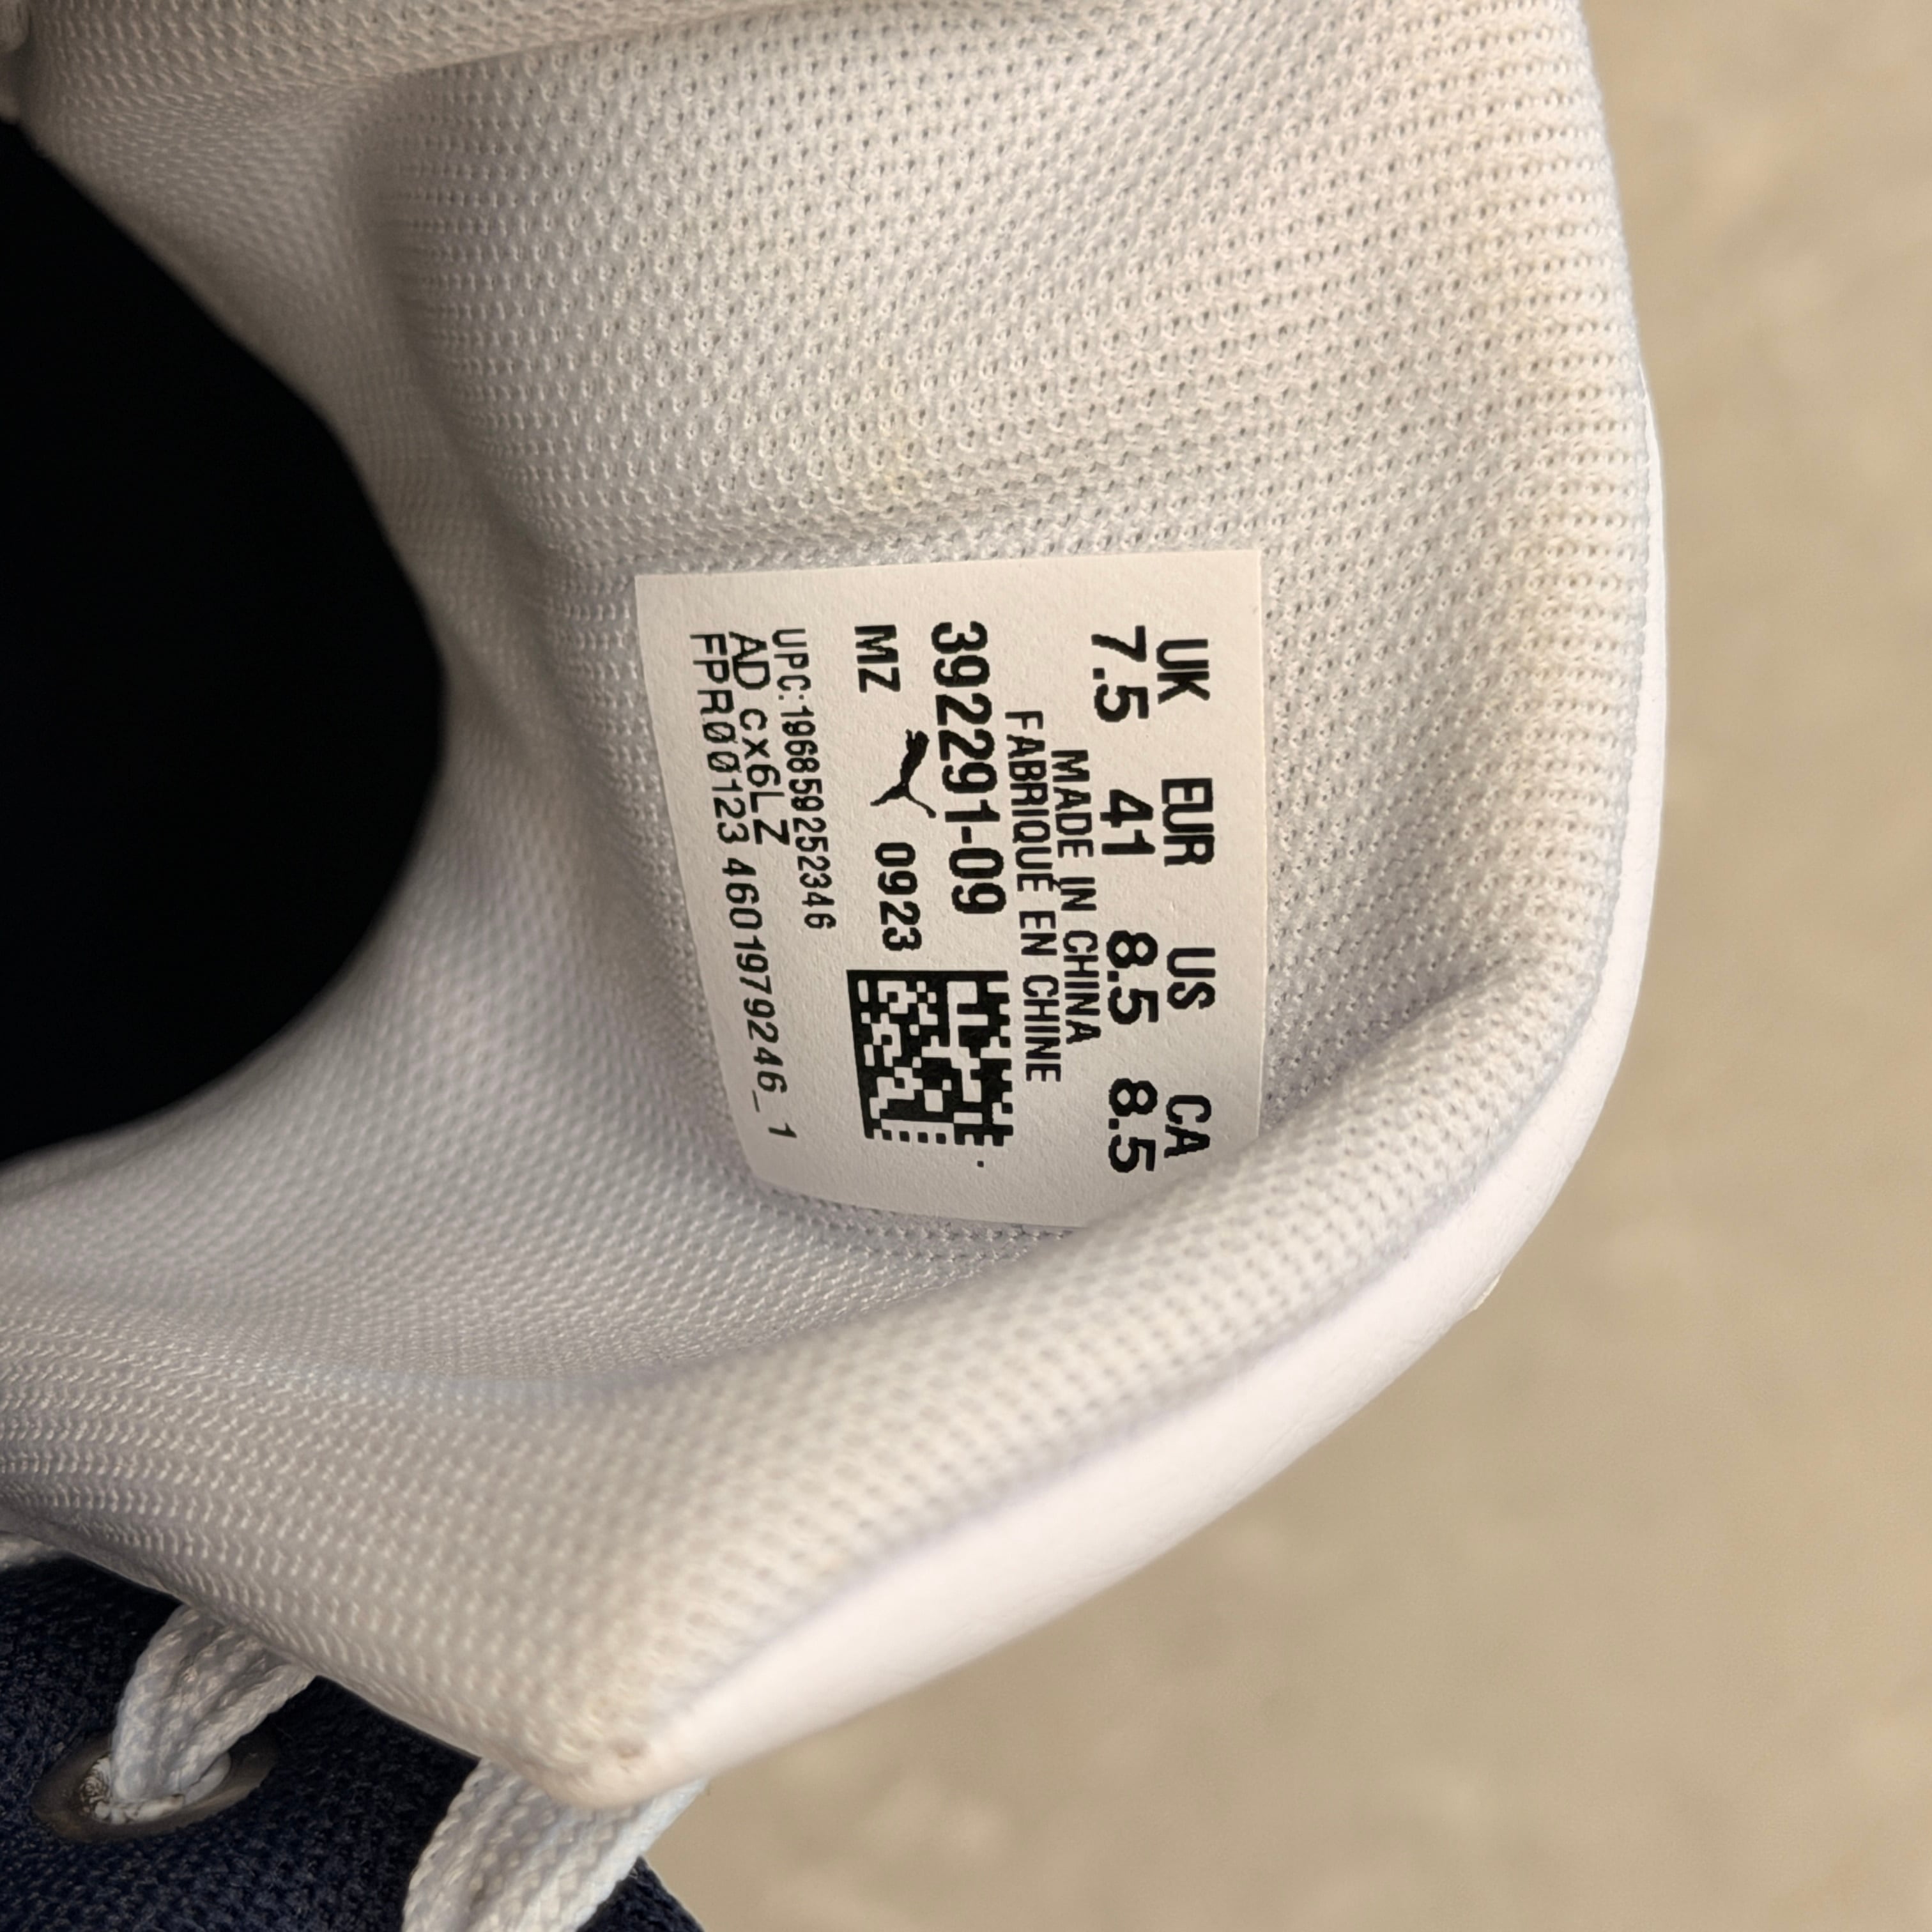 UK EUR US CA
7.5 41 8.5 8.5
MADE IN CHINA
FABRIQUÉ EN CHINE
392291-09
MZ 0923
UPC:196859252346
AD cx6LZ
FPR00123 4601979246_1